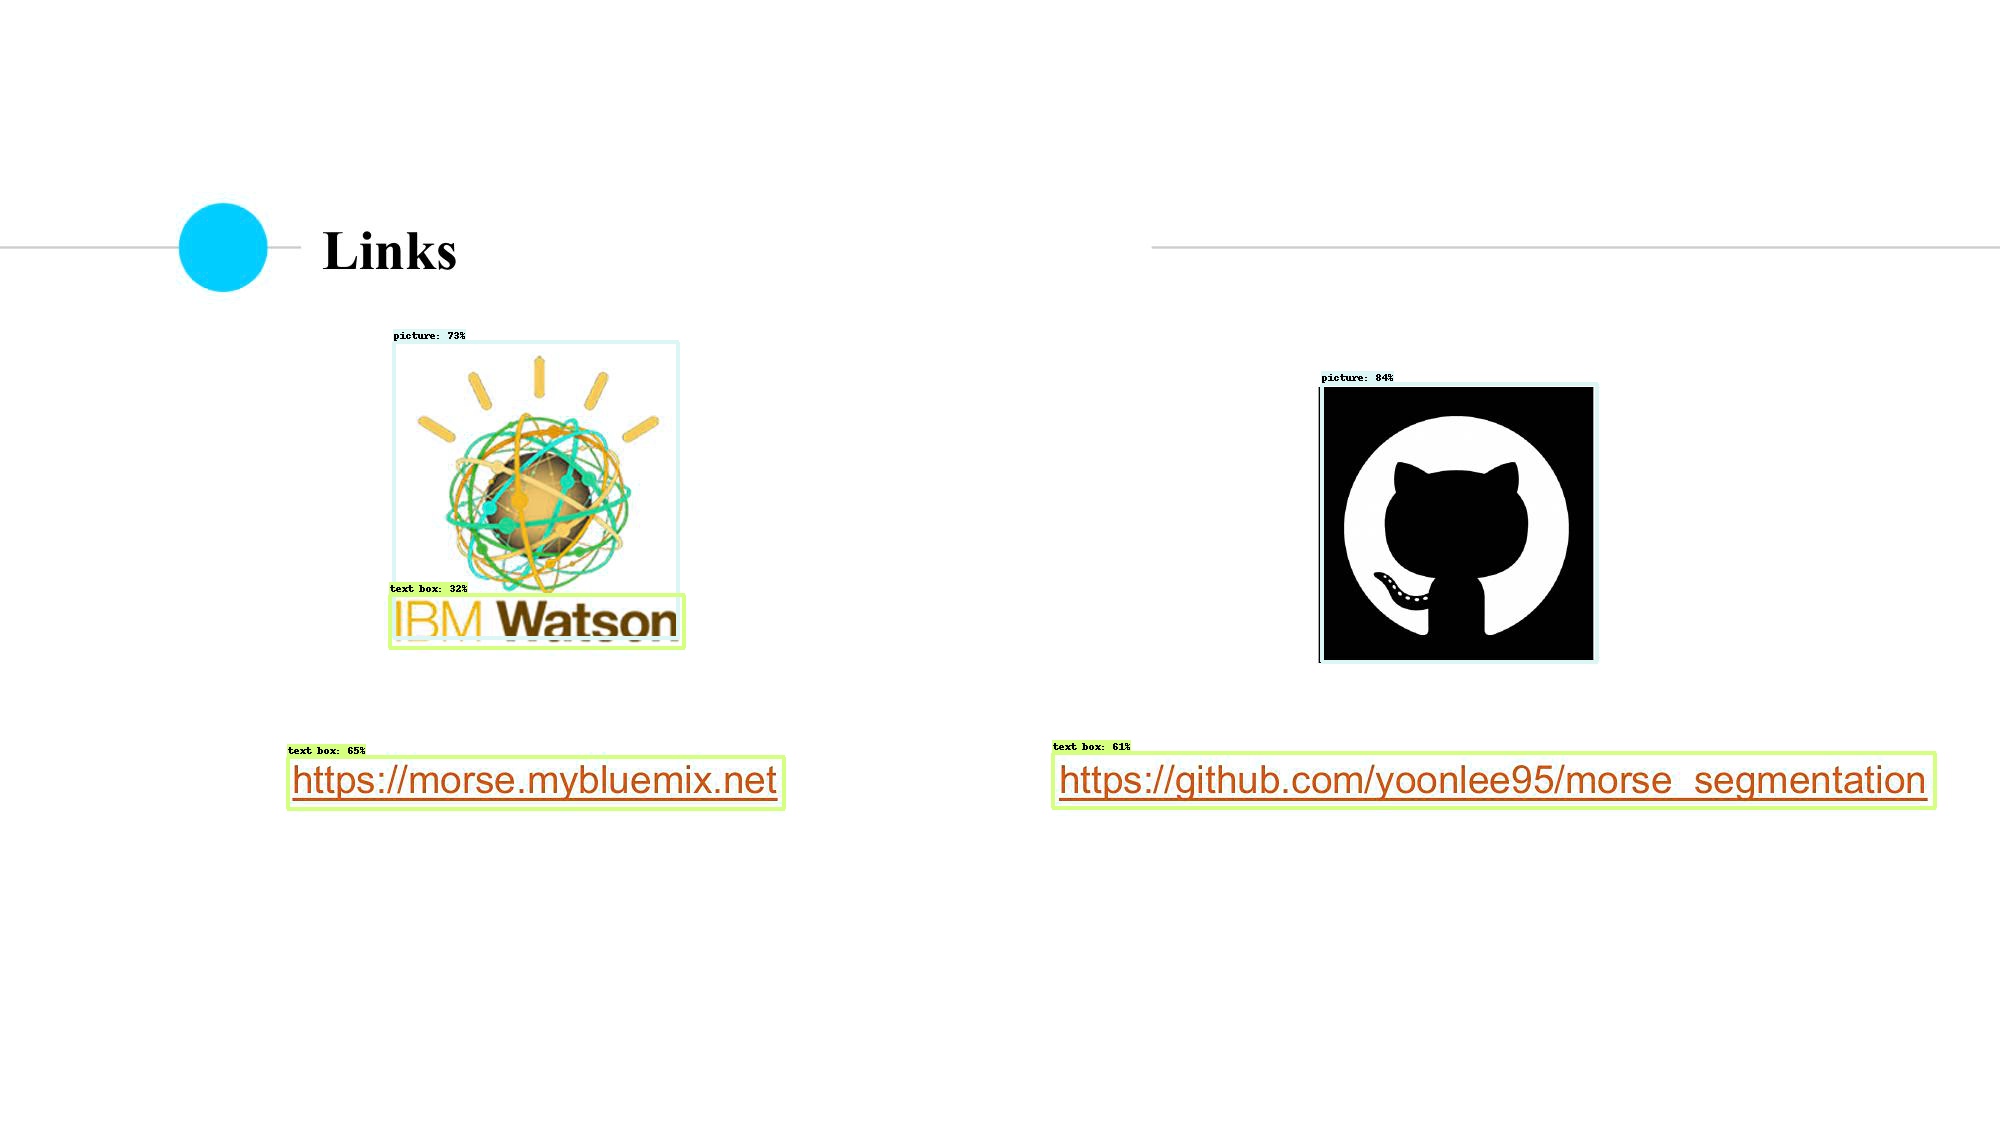 Links
picture: 73%
picture: 84%
text box: 32%
IBM Watson
text box: 65%
https://morse.mybluemix.net
text box: 61%
https://github.com/yoonlee95/morse_segmentation